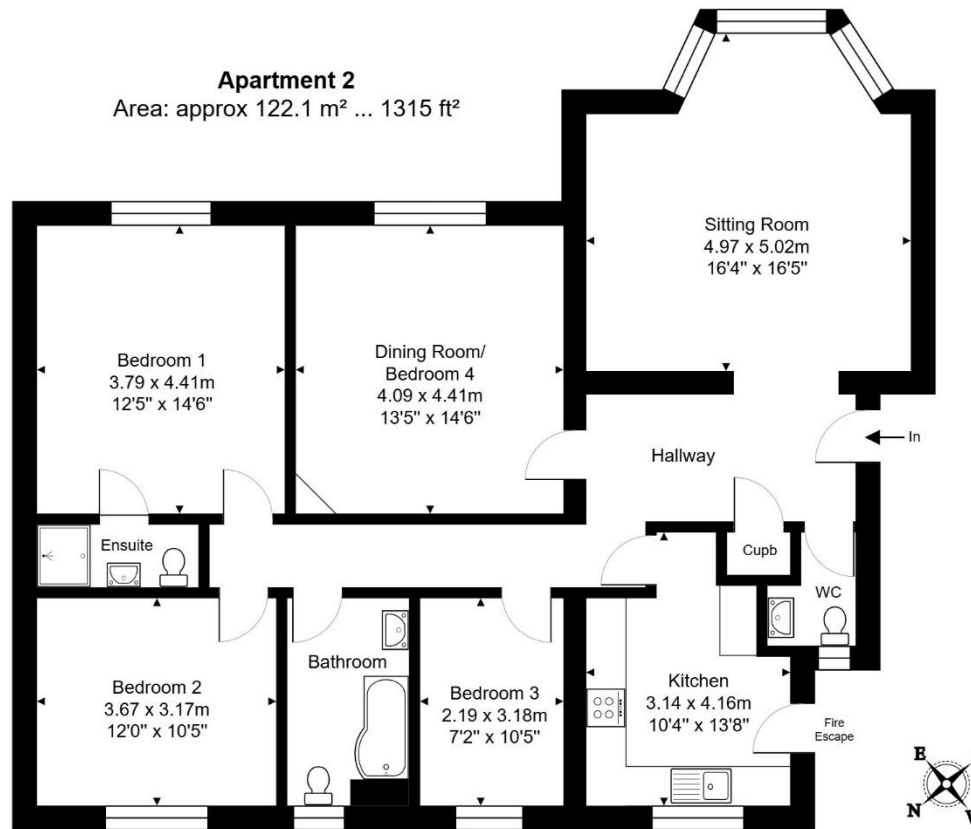 Apartment 2
Area: approx 122.1 m² ... 1315 ft²
Sitting Room
4.97 x 5.02m
16'4" x 16'5"
Bedroom 1
3.79 x 4.41m
12'5" x 14'6"
Dining Room/
Bedroom 4
4.09 x 4.41m
13'5" x 14'6"
Hallway
In
Ensuite
Cupb
WC
Bedroom 2
3.67 x 3.17m
12'0" x 10'5"
Bathroom
Bedroom 3
2.19 x 3.18m
7'2" x 10'5"
Kitchen
3.14 x 4.16m
10'4" x 13'8"
Fire
Escape
E
N